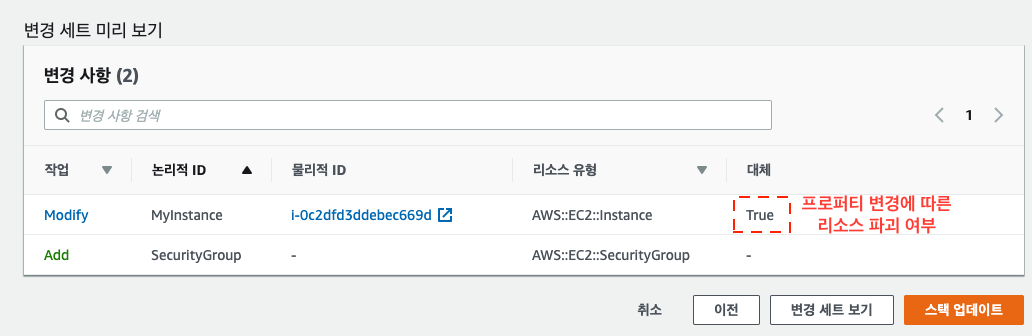 변경 세트 미리 보기
변경 사항 (2)
변경 사항 검색
1
작업 논리적 ID 물리적 ID 리소스 유형 대체
Modify MyInstance i-0c2dfd3ddebec669d AWS::EC2::Instance True 프로퍼티 변경에 따른
리소스 파괴 여부
Add SecurityGroup - AWS::EC2::SecurityGroup -
취소 이전 변경 세트 보기 스택 업데이트